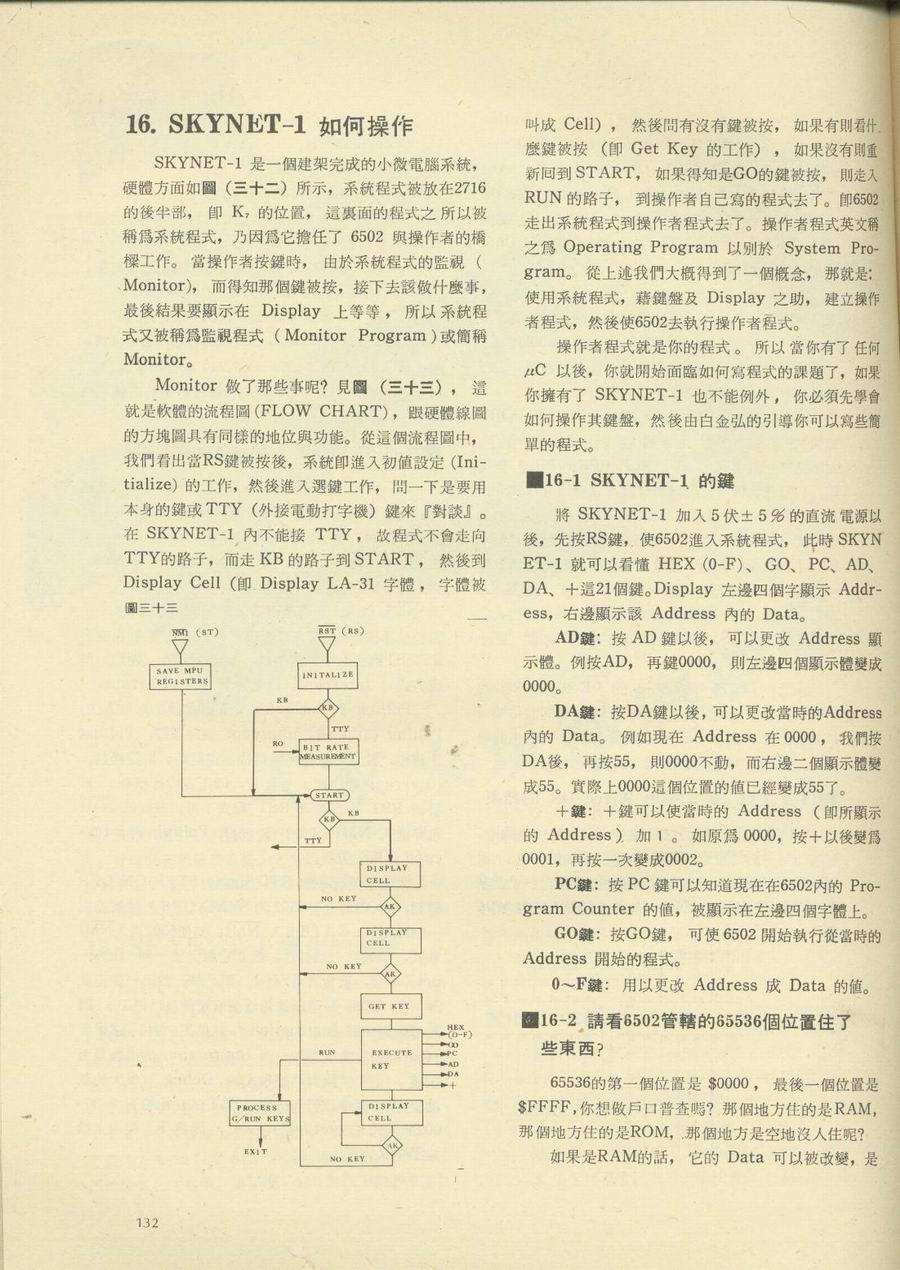 16. SKYNET-1 如何操作
SKYNET-1 是一個建架完成的小微電腦系統,
硬體方面如圖（三十二）所示，系統程式被放在2716
的後半部， 卽 K₇ 的位置， 這裏面的程式之所以被
稱爲系統程式，乃因爲它擔任了 6502 與操作者的橋
樑工作。 當操作者按鍵時， 由於系統程式的監視（
Monitor)， 而得知那個鍵被按，接下去該做什麼事，
最後結果要顯示在 Display 上等等， 所以系統程
式又被稱爲監視程式 ( Monitor Program )或簡稱
Monitor。
Monitor 做了那些事呢? 見圖 （三十三）， 這
就是軟體的流程圖(FLOW CHART)，跟硬體線圖
的方塊圖具有同樣的地位與功能。從這個流程圖中，
我們看出當RS鍵被按後，系統卽進入初値設定 (Ini-
tialize) 的工作，然後進入選鍵工作， 問一下是要用
本身的鍵或TTY（外接電動打字機）鍵來『對談』。
在 SKYNET-1 內不能接 TTY， 故程式不會走向
TTY的路子，而走 KB 的路子到START， 然後到
Display Cell (卽 Display LA-31 字體， 字體被
圖三十三
NMI (ST)
RST (RS)
SAVE MPU
REGISTERS
INITALIZE
KB
KB
TTY
RO
BIT RATE
MEASUREMENT
START
KB
KB
TTY
DISPLAY
CELL
NO KEY
AK
DISPLAY
CELL
NO KEY
AK
GET KEY
HEX
(0-F)
GO
RUN
EXECUTE
KEY
PC
AD
DA
+
PROCESS
G/RUN KEYS
DISPLAY
CELL
EXIT
AK
NO KEY
132
叫成 Cell)， 然後問有沒有鍵被按， 如果有則看什
麼鍵被按 （卽 Get Key 的工作）， 如果沒有則重
新回到START， 如果得知是GO的鍵被按， 則走入
RUN 的路子， 到操作者自己寫的程式去了。卽6502
走出系統程式到操作者程式去了。操作者程式英文稱
之爲 Operating Program 以別於 System Pro-
gram。 從上述我們大概得到了一個概念， 那就是：
使用系統程式，藉鍵盤及 Display 之助， 建立操作
者程式，然後使6502去執行操作者程式。
操作者程式就是你的程式。 所以當你有了任何
μC 以後，你就開始面臨如何寫程式的課題了，如果
你擁有了 SKYNET-1 也不能例外， 你必須先學會
如何操作其鍵盤，然後由白金弘的引導你可以寫些簡
單的程式。
■16-1 SKYNET-1 的鍵
將 SKYNET-1 加入5伏±5%的直流電源以
後，先按RS鍵，使6502進入系統程式， 此時 SKYN
ET-1 就可以看懂 HEX (0-F)、 GO、 PC、AD、
DA、＋這21個鍵。Display 左邊四個字顯示 Addr-
ess，右邊顯示該 Address 內的 Data。
AD鍵：按 AD 鍵以後， 可以更改 Address 顯
示體。例按AD， 再鍵0000， 則左邊四個顯示體變成
0000。
DA鍵：按DA鍵以後，可以更改當時的Address
內的 Data。 例如現在 Address 在 0000， 我們按
DA後， 再按55， 則0000不動，而右邊二個顯示體變
成55。實際上0000這個位置的値已經變成55了。
＋鍵：＋鍵可以使當時的 Address （卽所顯示
的 Address） 加 1 。 如原爲 0000，按＋以後變爲
0001，再按一次變成0002。
PC鍵：按 PC 鍵可以知道現在在6502內的 Pro-
gram Counter 的値，被顯示在左邊四個字體上。
GO鍵：按GO鍵， 可使 6502 開始執行從當時的
Address 開始的程式。
0～F鍵：用以更改 Address 成 Data 的値。
■16-2 請看6502管轄的65536個位置住了
些東西?
65536的第一個位置是 $0000， 最後一個位置是
$FFFF，你想做戶口普查嗎? 那個地方住的是RAM，
那個地方住的是ROM，那個地方是空地沒人住呢?
如果是RAM的話， 它的 Data 可以被改變，是